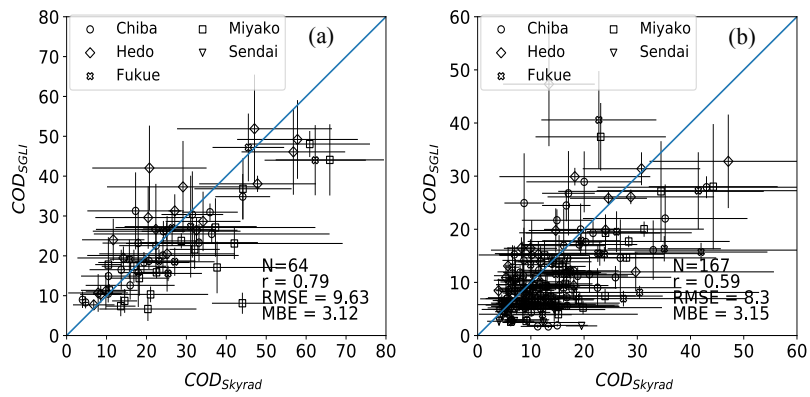 (a)
Chiba Miyako
Hedo Sendai
Fukue
80
70
60
50
40
30
20
10
0
COD_SGLI
N=64
r = 0.79
RMSE = 9.63
MBE = 3.12
0 10 20 30 40 50 60 70 80
COD_Skyrad
(b)
Chiba Miyako
Hedo Sendai
Fukue
60
50
40
30
20
10
0
COD_SGLI
N=167
r = 0.59
RMSE = 8.3
MBE = 3.15
0 10 20 30 40 50 60
COD_Skyrad